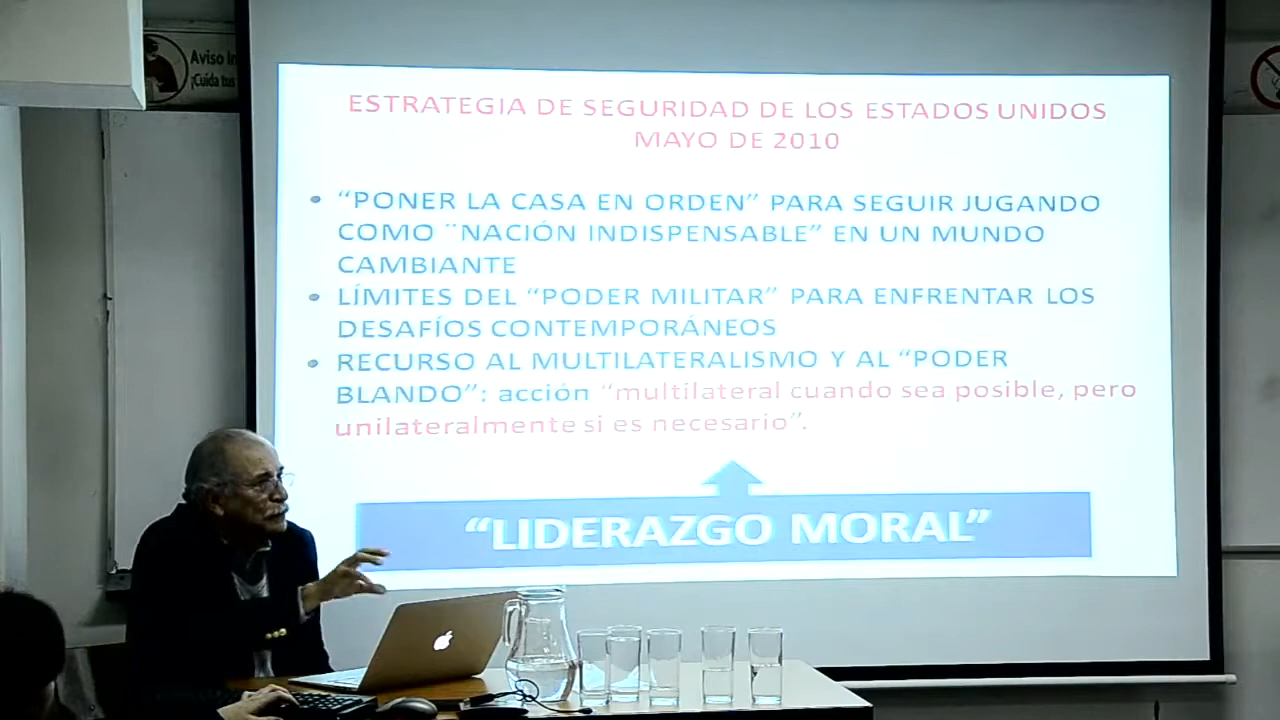 Aviso
¡Cuida tus
ESTRATEGIA DE SEGURIDAD DE LOS ESTADOS UNIDOS
MAYO DE 2010
• “PONER LA CASA EN ORDEN” PARA SEGUIR JUGANDO
COMO ¨NACIÓN INDISPENSABLE” EN UN MUNDO
CAMBIANTE
• LÍMITES DEL “PODER MILITAR” PARA ENFRENTAR LOS
DESAFÍOS CONTEMPORÁNEOS
• RECURSO AL MULTILATERALISMO Y AL “PODER
BLANDO”: acción “multilateral cuando sea posible, pero
unilateralmente si es necesario”.
“LIDERAZGO MORAL”